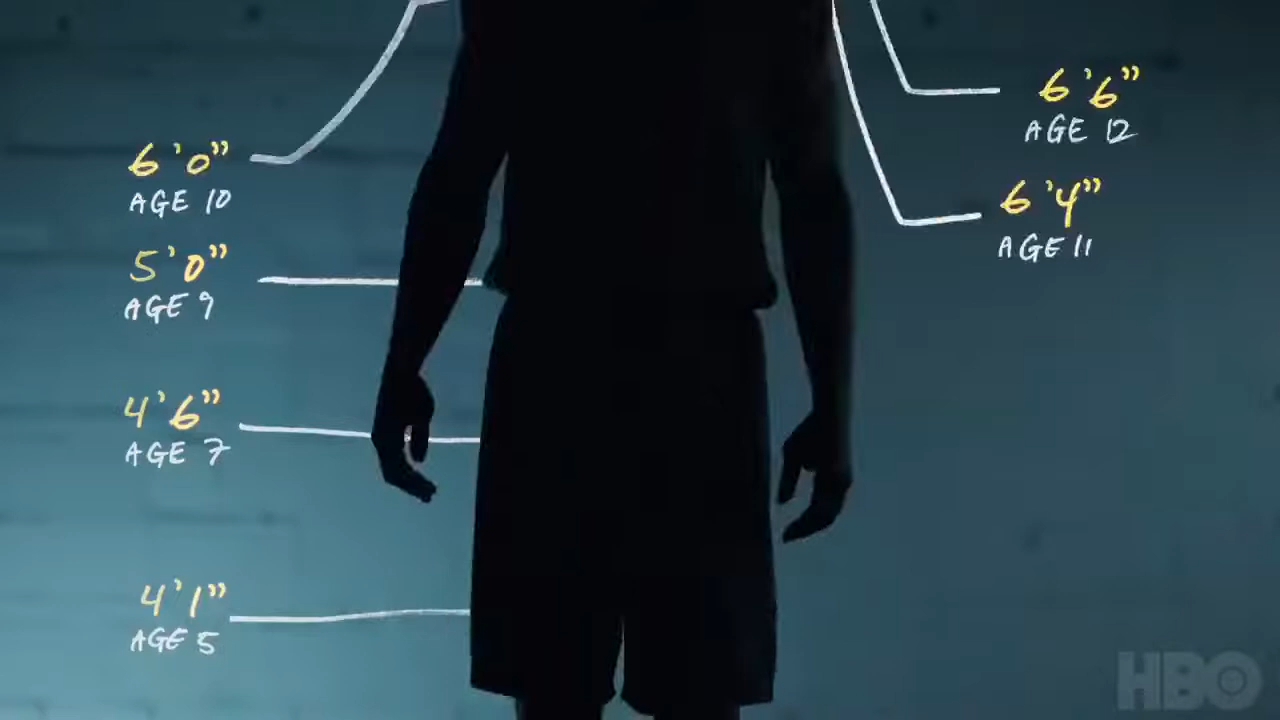 6'0"
AGE 10
5'0"
AGE 9
4'6"
AGE 7
4'1"
AGE 5
6'6"
AGE 12
6'4"
AGE 11
HBO